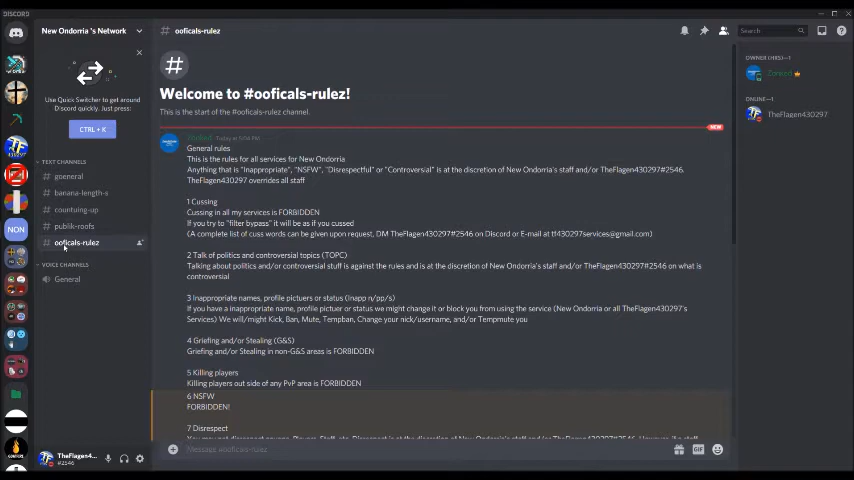 DISCORD
New Ondorria 's Network
ooficals-rulez
Search
Use Quick Switcher to get around
Discord quickly. Just press:
CTRL + K
TEXT CHANNELS
goeneral
banana-length-s
countuing-up
publik-roofs
ooficals-rulez
VOICE CHANNELS
General
NON
TheFlagen4...
#2546
Welcome to #ooficals-rulez!
This is the start of the #ooficals-rulez channel.
NEW
Today at 5:04 PM
General rules
This is the rules for all services for New Ondorria
Anything that is "Inappropriate", "NSFW", "Disrespectful" or "Controversial" is at the discretion of New Ondorria's staff and/or TheFlagen430297#2546.
TheFlagen430297 overrides all staff
1 Cussing
Cussing in all my services is FORBIDDEN
If you try to "filter bypass" it will be as if you cussed
(A complete list of cuss words can be given upon request, DM TheFlagen430297#2546 on Discord or E-mail at tf430297services@gmail.com)
2 Talk of politics and controversial topics (TOPC)
Talking about politics and/or controversial stuff is against the rules and is at the discretion of New Ondorria's staff and/or TheFlagen430297#2546 on what is
controversial
3 Inappropriate names, profile pictuers or status (Inapp n/pp/s)
If you have a inappropriate name, profile pictuer or status we might change it or block you from using the service (New Ondorria or all TheFlagen430297's
Services) We will/might Kick, Ban, Mute, Tempban, Change your nick/username, and/or Tempmute you
4 Griefing and/or Stealing (G&S)
Griefing and/or Stealing in non-G&S areas is FORBIDDEN
5 Killing players
Killing players out side of any PvP area is FORBIDDEN
6 NSFW
FORBIDDEN!
7 Disrespect
Message #ooficals-rulez
GIF
OWNER (HRS)—1
ONLINE—1
TheFlagen430297